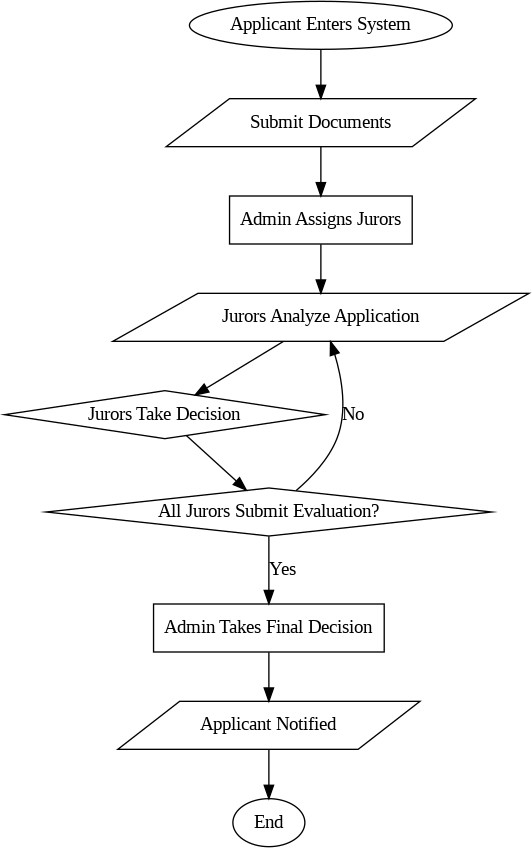 Applicant Enters System
Submit Documents
Admin Assigns Jurors
Jurors Analyze Application
Jurors Take Decision
No
All Jurors Submit Evaluation?
Yes
Admin Takes Final Decision
Applicant Notified
End